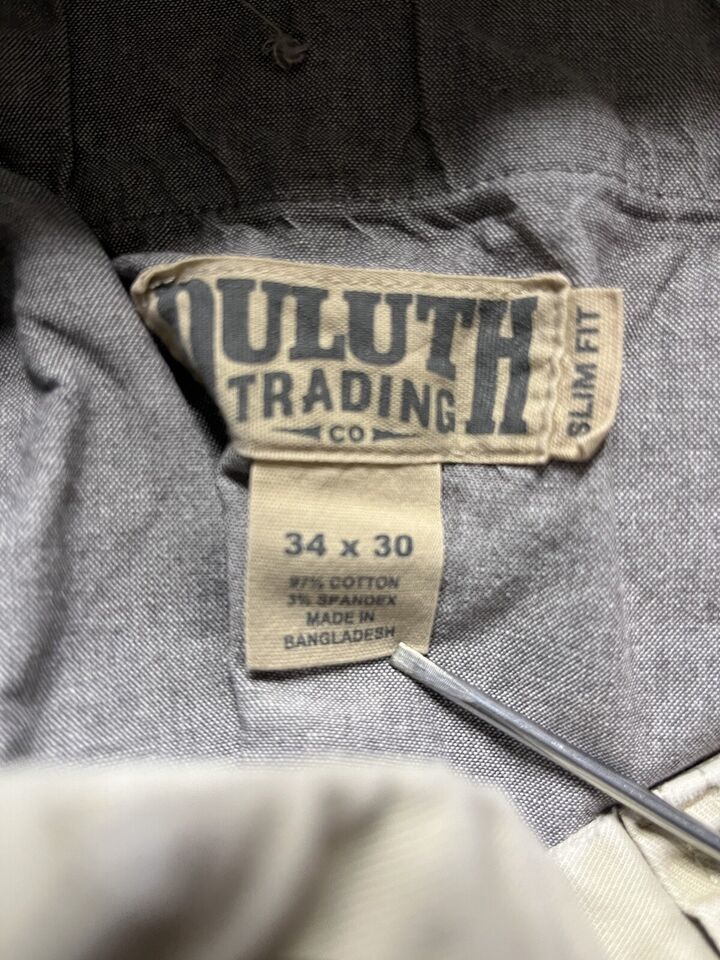 DULUTH
TRADING
CO
SLIM FIT
34 x 30
97% COTTON
3% SPANDEX
MADE IN
BANGLADESH